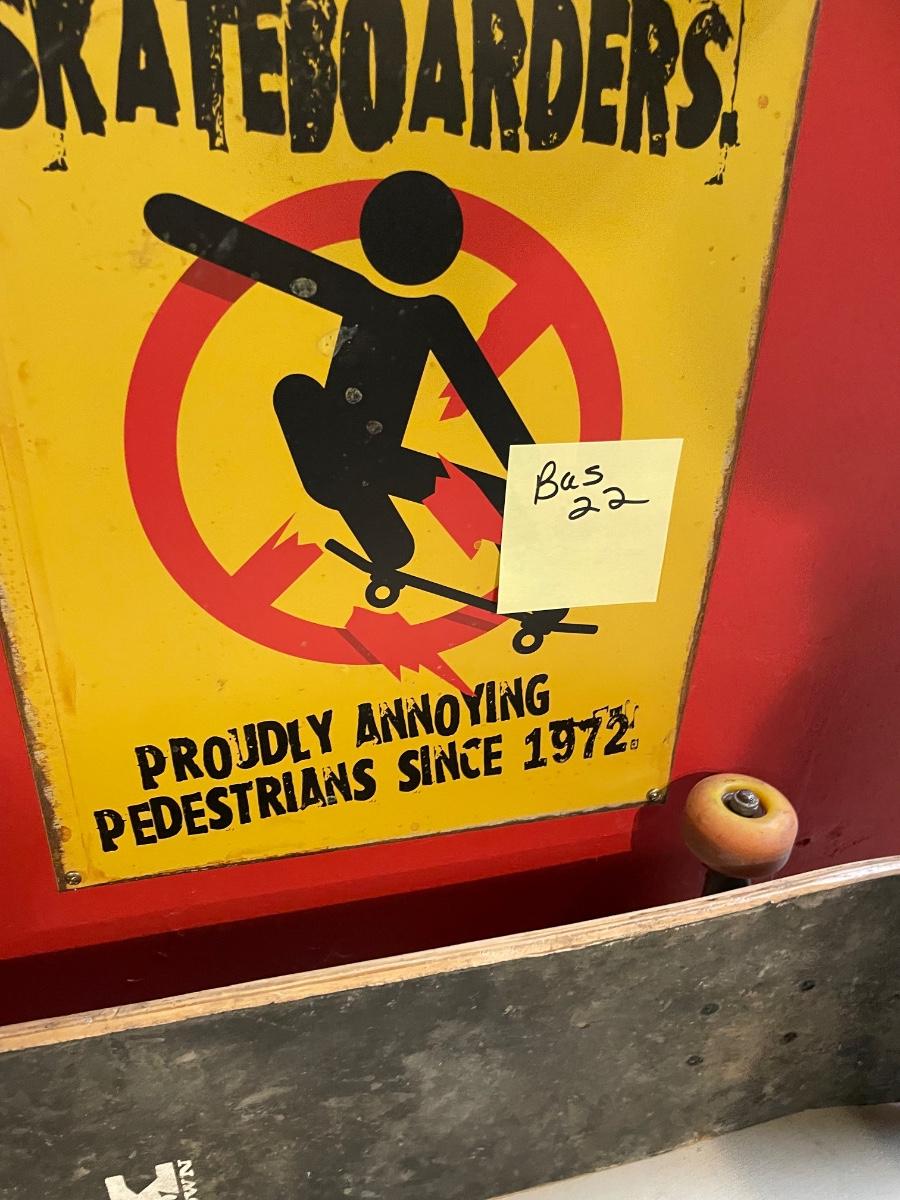 SKATEBOARDERS!
Bus
22
PROUDLY ANNOYING
PEDESTRIANS SINCE 1972.